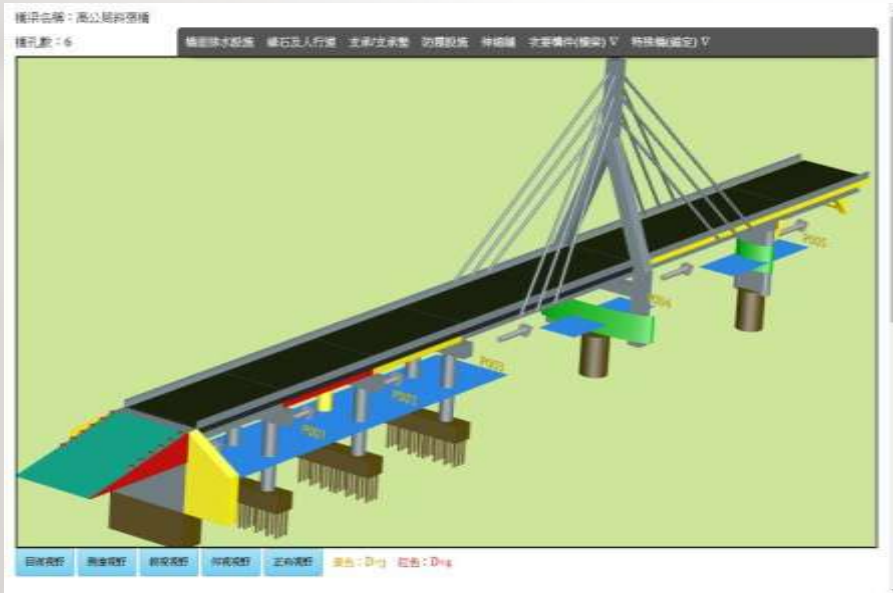 橋梁名稱：高公局斜張橋
橋孔數：6
橋面排水設施 緣石及人行道 支承/支承墊 防震設施 伸縮縫 次要構件(橫梁) ▽ 特殊橋(鑑定) ▽
P005
P004
P003
P002
P001
回復視野 側邊視野 俯視視野 仰視視野 正向視野 黃色：D=3 紅色：D=4